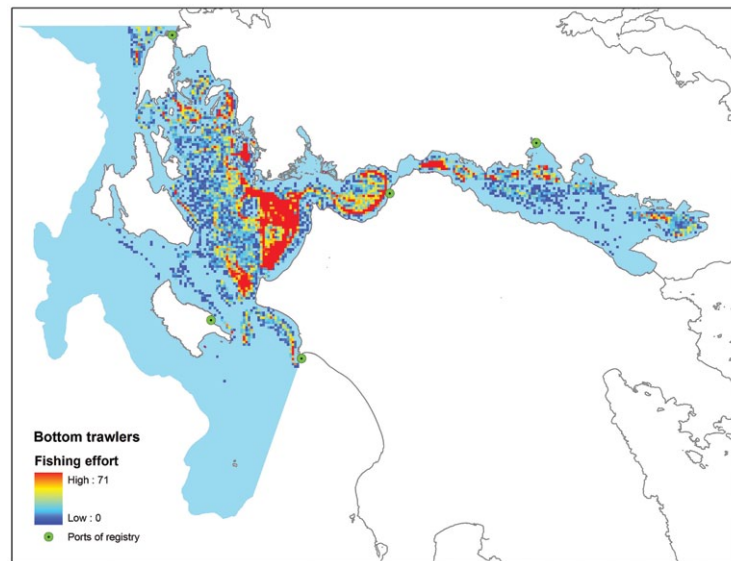 Bottom trawlers
Fishing effort
High : 71
Low : 0
Ports of registry